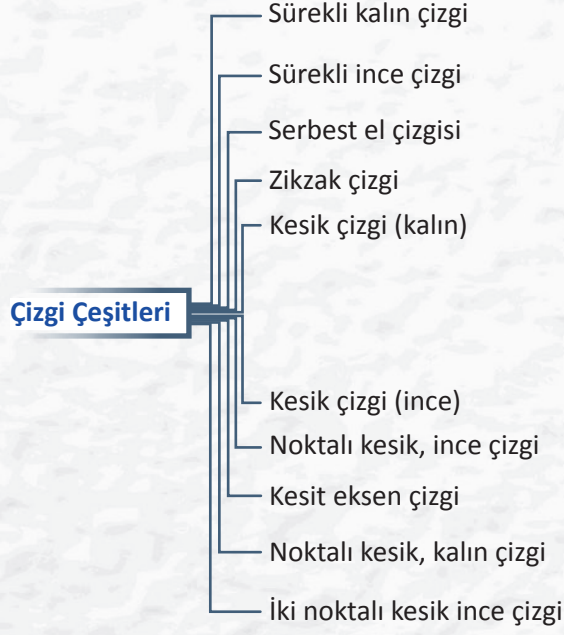 Sürekli kalın çizgi
Sürekli ince çizgi
Serbest el çizgisi
Zikzak çizgi
Kesik çizgi (kalın)
Çizgi Çeşitleri
Kesik çizgi (ince)
Noktalı kesik, ince çizgi
Kesit eksen çizgi
Noktalı kesik, kalın çizgi
İki noktalı kesik ince çizgi